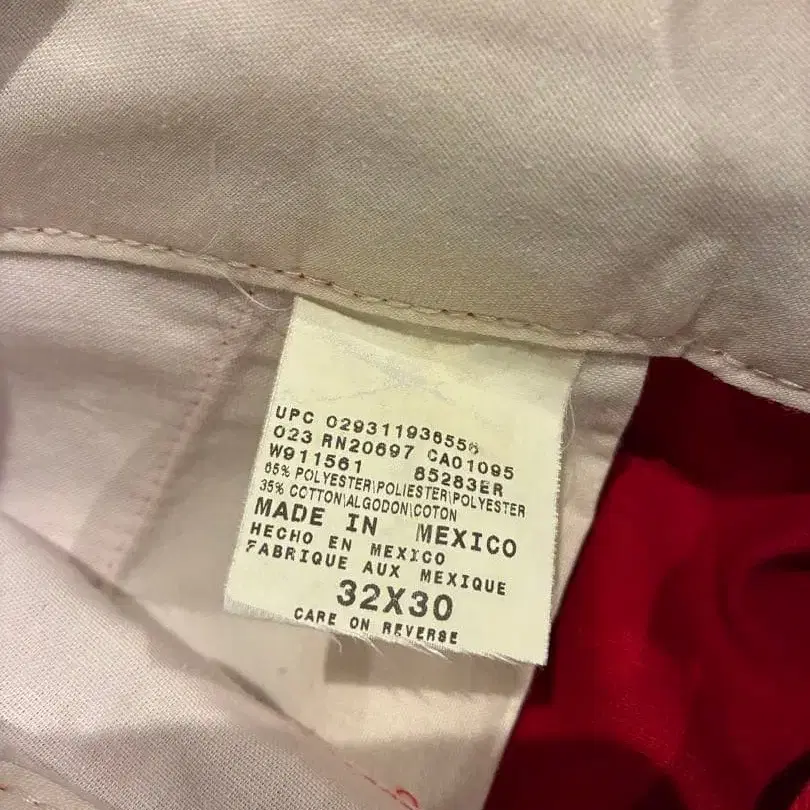 UPC 029311936556
023 RN20697 CA01095
W911561 85283ER
65% POLYESTER\POLIESTER\POLYESTER
35% COTTON\ALGODON\COTON
MADE IN MEXICO
HECHO EN MEXICO
FABRIQUE AUX MEXIQUE
32X30
CARE ON REVERSE